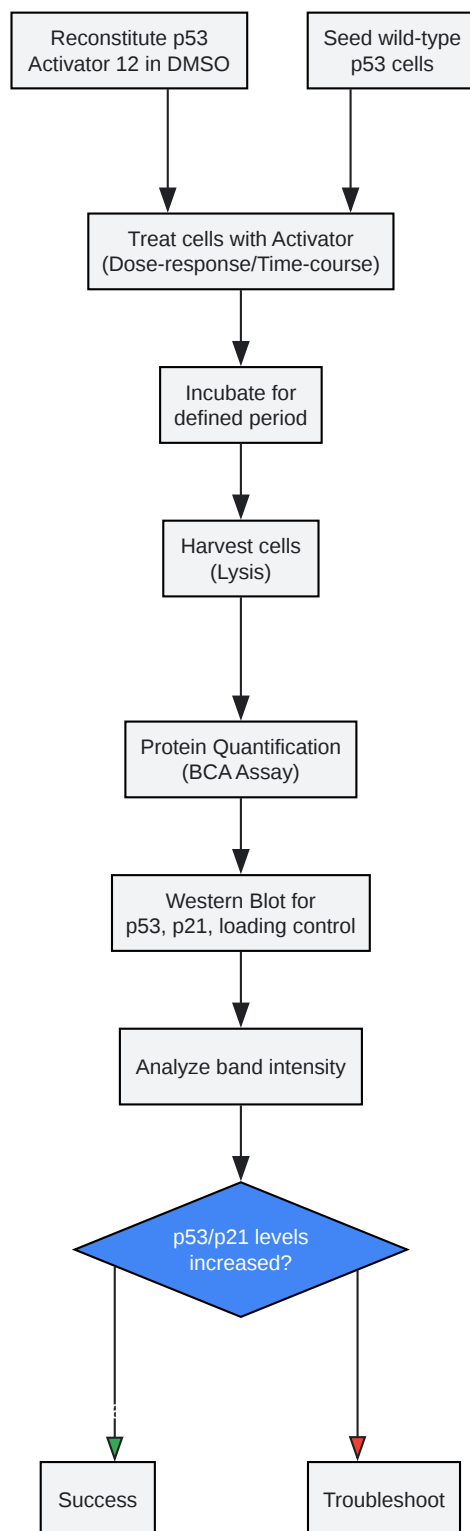 Reconstitute p53
Activator 12 in DMSO
Seed wild-type
p53 cells
Treat cells with Activator
(Dose-response/Time-course)
Incubate for
defined period
Harvest cells
(Lysis)
Protein Quantification
(BCA Assay)
Western Blot for
p53, p21, loading control
Analyze band intensity
p53/p21 levels
increased?
Success
Troubleshoot